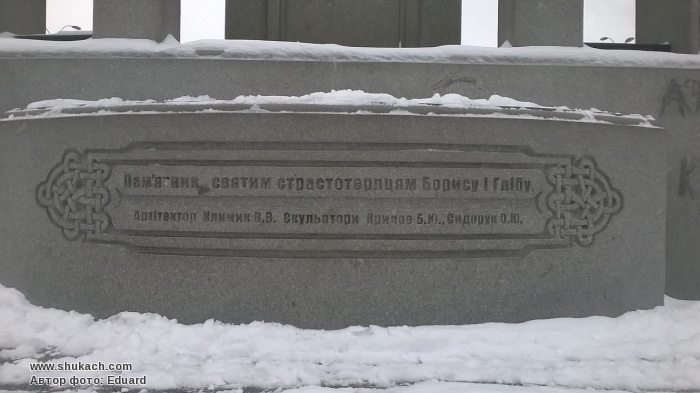 Пам'ятник святим страстотерпцям Борису і Глібу.
Архітектор Климик В.В. Скульптори Крилов Б.Ю., Сидорук О.Ю.
www.shukach.com
Автор фото: Eduard